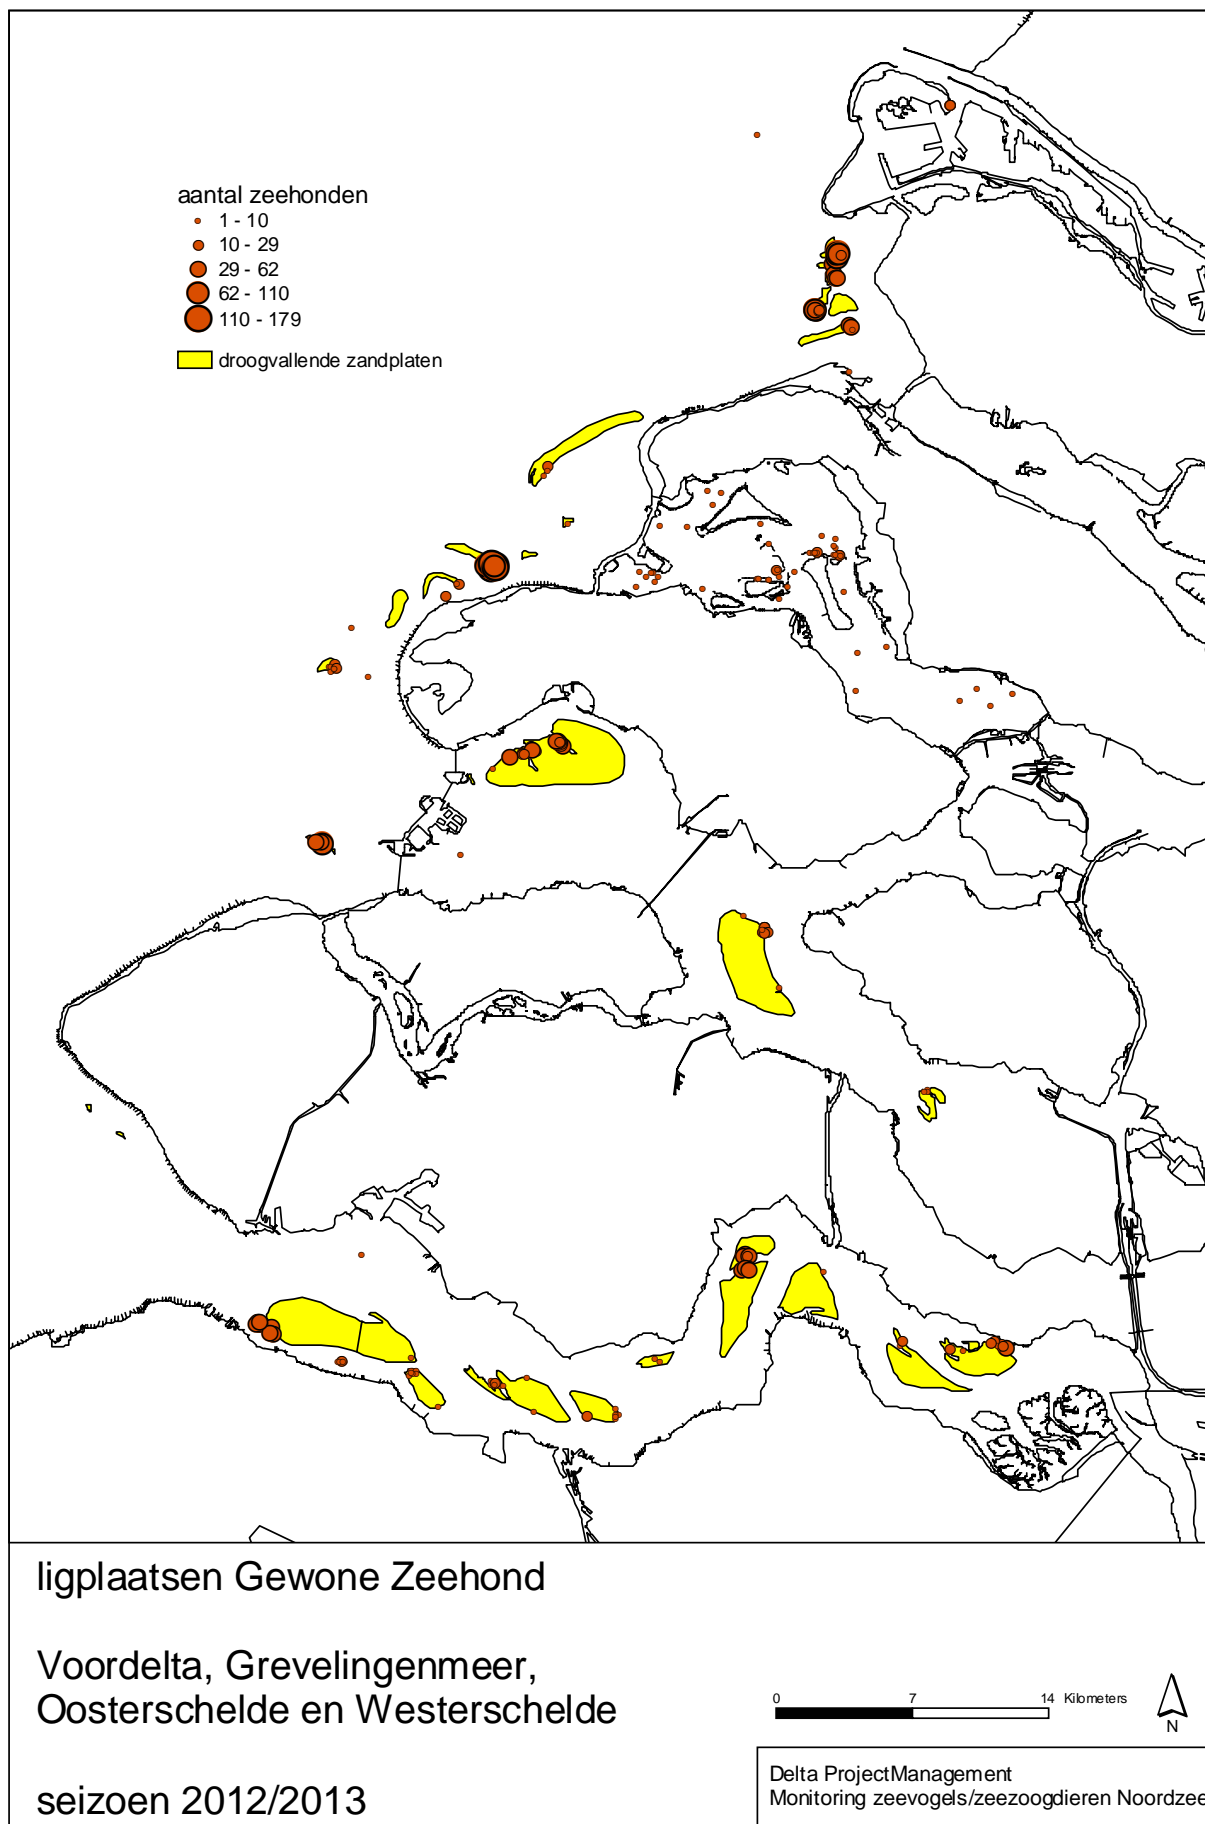 aantal zeehonden
1 - 10
10 - 29
29 - 62
62 - 110
110 - 179
droogvallende zandplaten
ligplaatsen Gewone Zeehond
Voordelta, Grevelingenmeer,
Oosterschelde en Westerschelde
seizoen 2012/2013
0 7 14 Kilometers
N
Delta ProjectManagement
Monitoring zeevogels/zeezoogdieren Noordzee